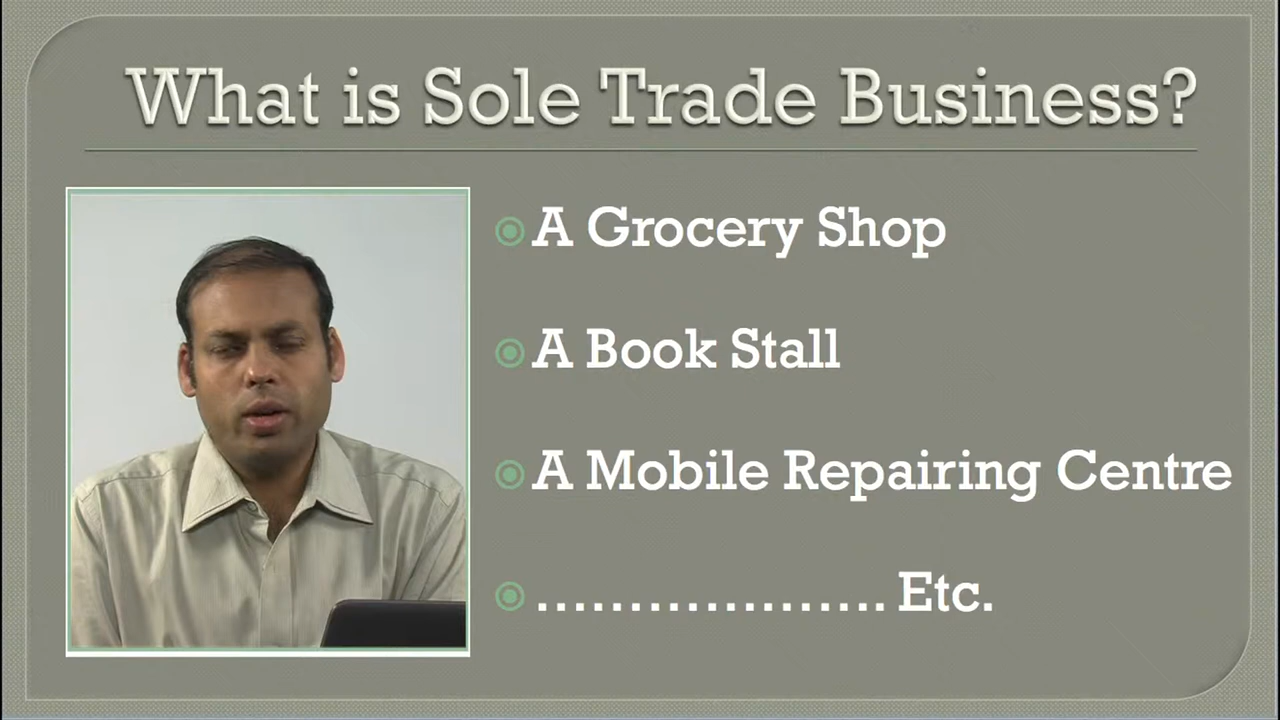 What is Sole Trade Business?
A Grocery Shop
A Book Stall
A Mobile Repairing Centre
................... Etc.